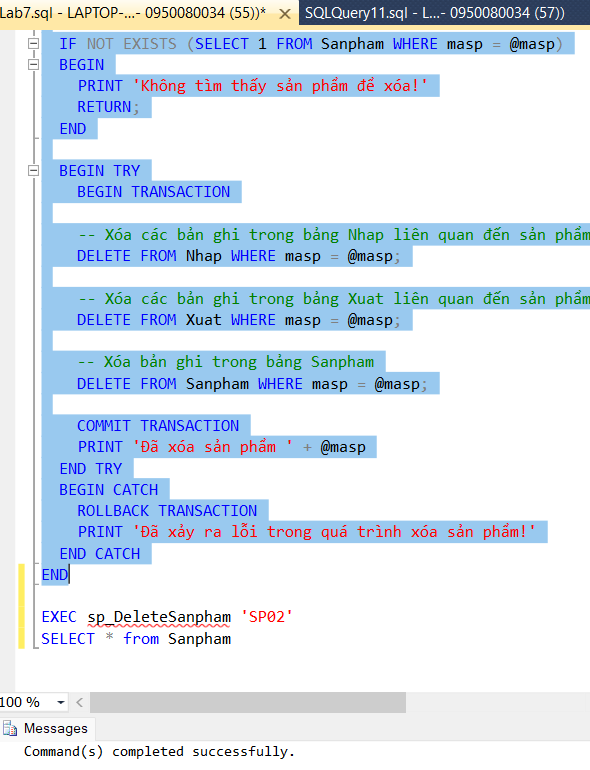 Lab7.sql - LAPTOP-...- 0950080034 (55))* SQLQuery11.sql - L...- 0950080034 (57))
IF NOT EXISTS (SELECT 1 FROM Sanpham WHERE masp = @masp)
BEGIN
PRINT 'Không tìm thấy sản phẩm để xóa!'
RETURN;
END
BEGIN TRY
BEGIN TRANSACTION
-- Xóa các bản ghi trong bảng Nhap liên quan đến sản phẩm
DELETE FROM Nhap WHERE masp = @masp;
-- Xóa các bản ghi trong bảng Xuat liên quan đến sản phẩm
DELETE FROM Xuat WHERE masp = @masp;
-- Xóa bản ghi trong bảng Sanpham
DELETE FROM Sanpham WHERE masp = @masp;
COMMIT TRANSACTION
PRINT 'Đã xóa sản phẩm ' + @masp
END TRY
BEGIN CATCH
ROLLBACK TRANSACTION
PRINT 'Đã xảy ra lỗi trong quá trình xóa sản phẩm!'
END CATCH
END
EXEC sp_DeleteSanpham 'SP02'
SELECT * from Sanpham
100 %
Messages
Command(s) completed successfully.